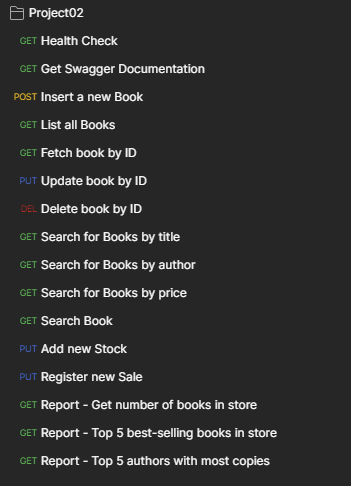 Project02
GET Health Check
GET Get Swagger Documentation
POST Insert a new Book
GET List all Books
GET Fetch book by ID
PUT Update book by ID
DEL Delete book by ID
GET Search for Books by title
GET Search for Books by author
GET Search for Books by price
GET Search Book
PUT Add new Stock
PUT Register new Sale
GET Report - Get number of books in store
GET Report - Top 5 best-selling books in store
GET Report - Top 5 authors with most copies